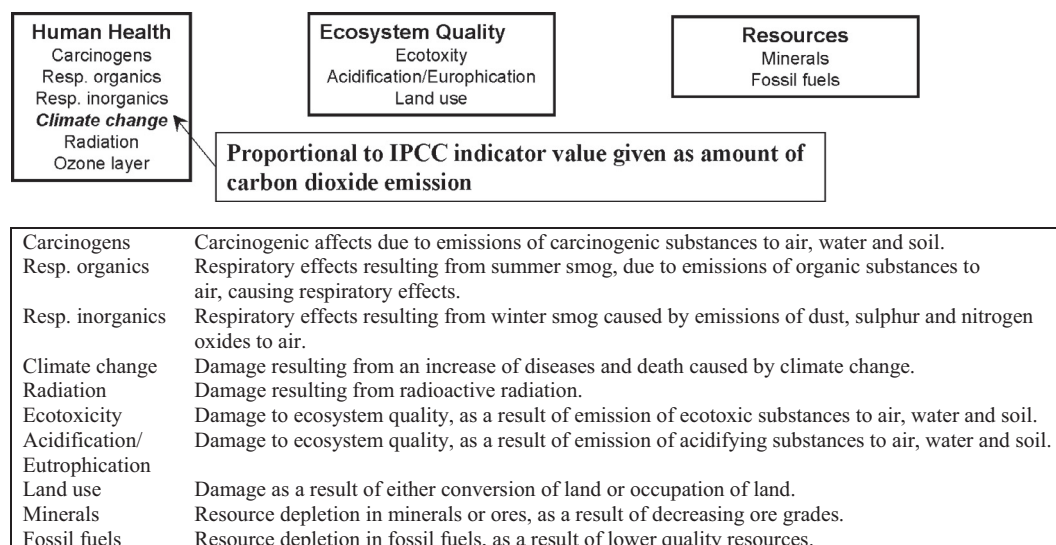 Human Health
Carcinogens
Resp. organics
Resp. inorganics
Climate change
Radiation
Ozone layer
Ecosystem Quality
Ecotoxity
Acidification/Europhication
Land use
Resources
Minerals
Fossil fuels
Proportional to IPCC indicator value given as amount of
carbon dioxide emission
Carcinogens Carcinogenic affects due to emissions of carcinogenic substances to air, water and soil.
Resp. organics Respiratory effects resulting from summer smog, due to emissions of organic substances to
air, causing respiratory effects.
Resp. inorganics Respiratory effects resulting from winter smog caused by emissions of dust, sulphur and nitrogen
oxides to air.
Climate change Damage resulting from an increase of diseases and death caused by climate change.
Radiation Damage resulting from radioactive radiation.
Ecotoxicity Damage to ecosystem quality, as a result of emission of ecotoxic substances to air, water and soil.
Acidification/ Damage to ecosystem quality, as a result of emission of acidifying substances to air, water and soil.
Eutrophication
Land use Damage as a result of either conversion of land or occupation of land.
Minerals Resource depletion in minerals or ores, as a result of decreasing ore grades.
Fossil fuels Resource depletion in fossil fuels, as a result of lower quality resources.